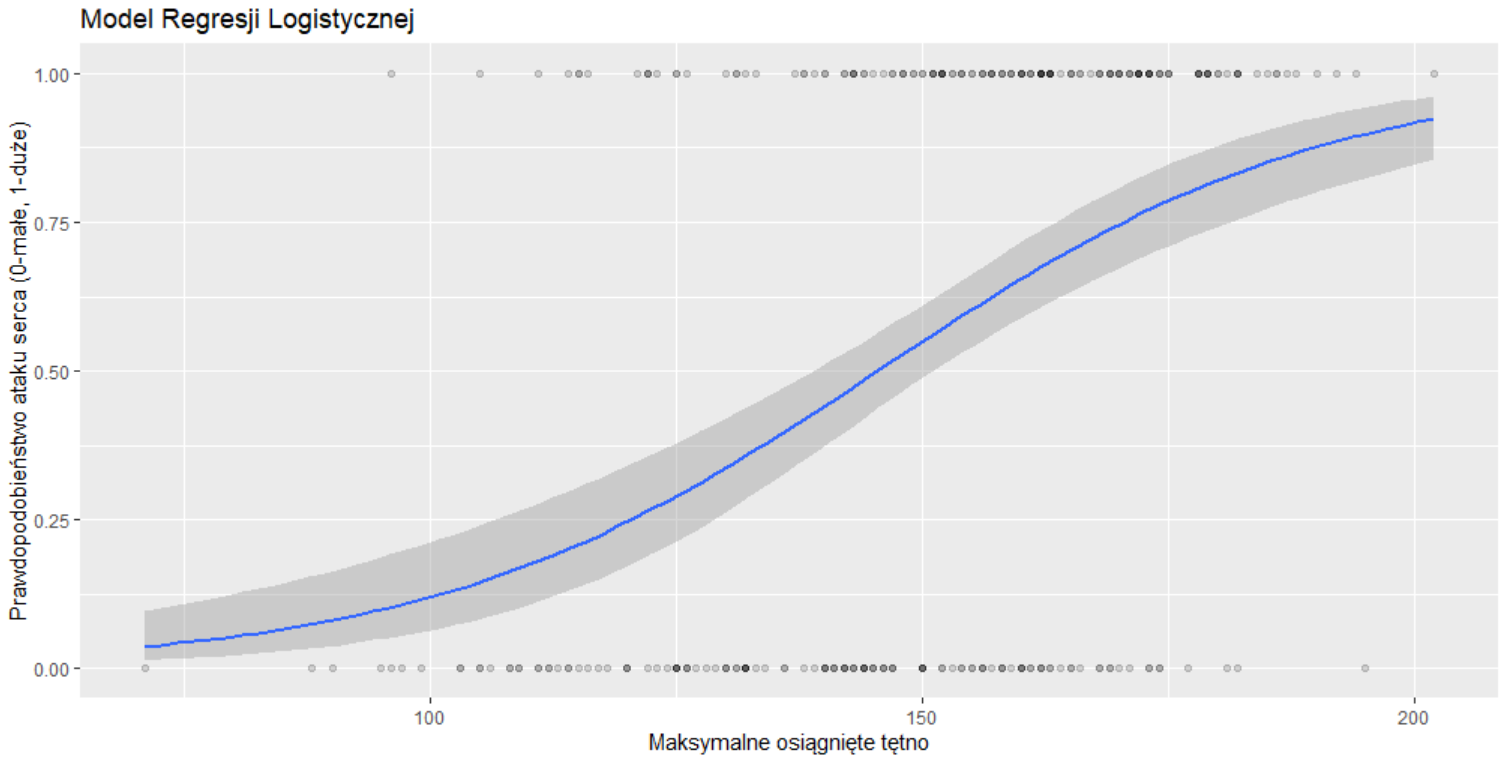 Model Regresji Logistycznej
1.00
0.75
0.50
0.25
0.00
Prawdopodobieństwo ataku serca (0-małe, 1-duże)
100
150
200
Maksymalne osiągnięte tętno